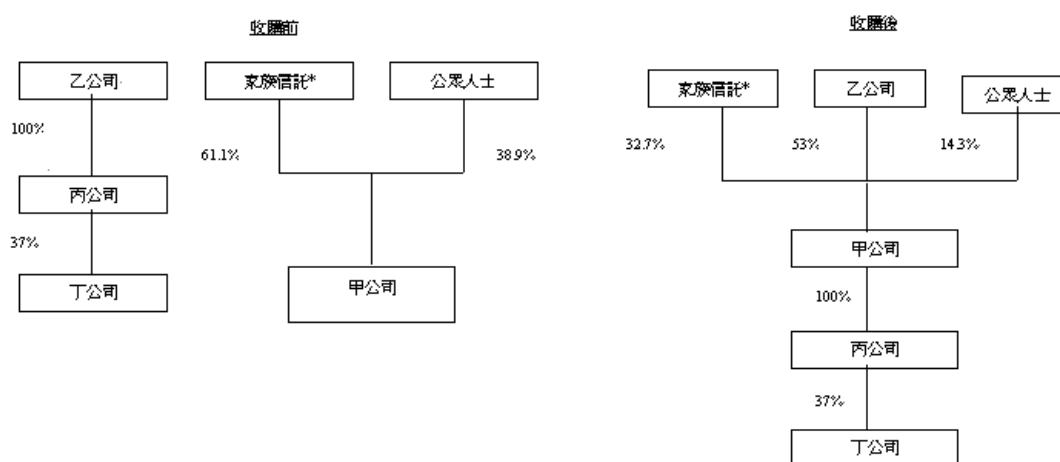 收購前
乙公司
家族信託*
公眾人士
100%
61.1%
38.9%
丙公司
37%
甲公司
丁公司
收購後
家族信託*
乙公司
公眾人士
32.7%
53%
14.3%
甲公司
100%
丙公司
37%
丁公司